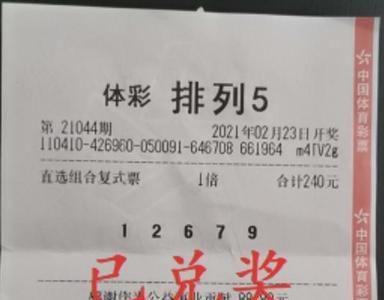 体彩 排列5
第 21044期 2021年02月23日开奖
110410-426960-050091-646708 661964 m4TV2g
直选组合复式票 1倍 合计240元
1 2 6 7 9
已兑奖
中国体育彩票
中国体育彩